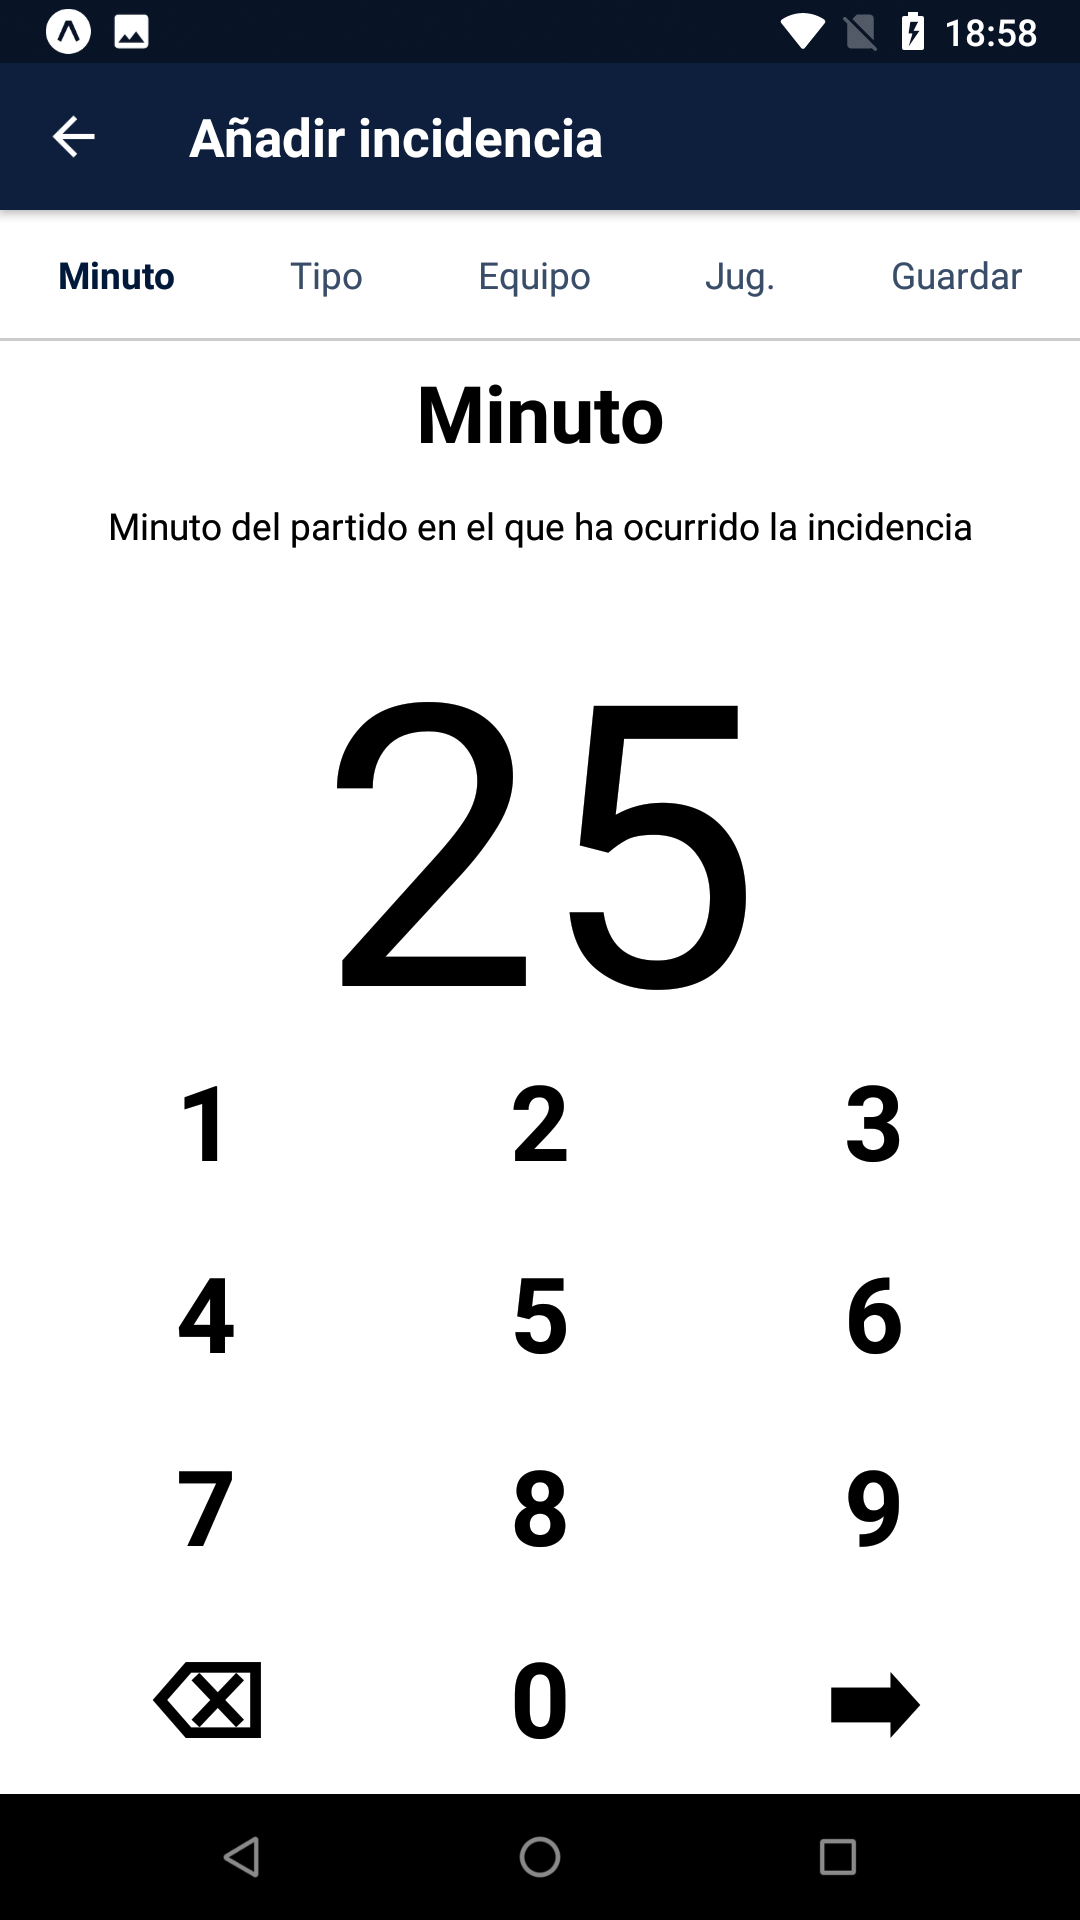 18:58
Añadir incidencia
Minuto Tipo Equipo Jug. Guardar
Minuto
Minuto del partido en el que ha ocurrido la incidencia
25
1 2 3
4 5 6
7 8 9
0